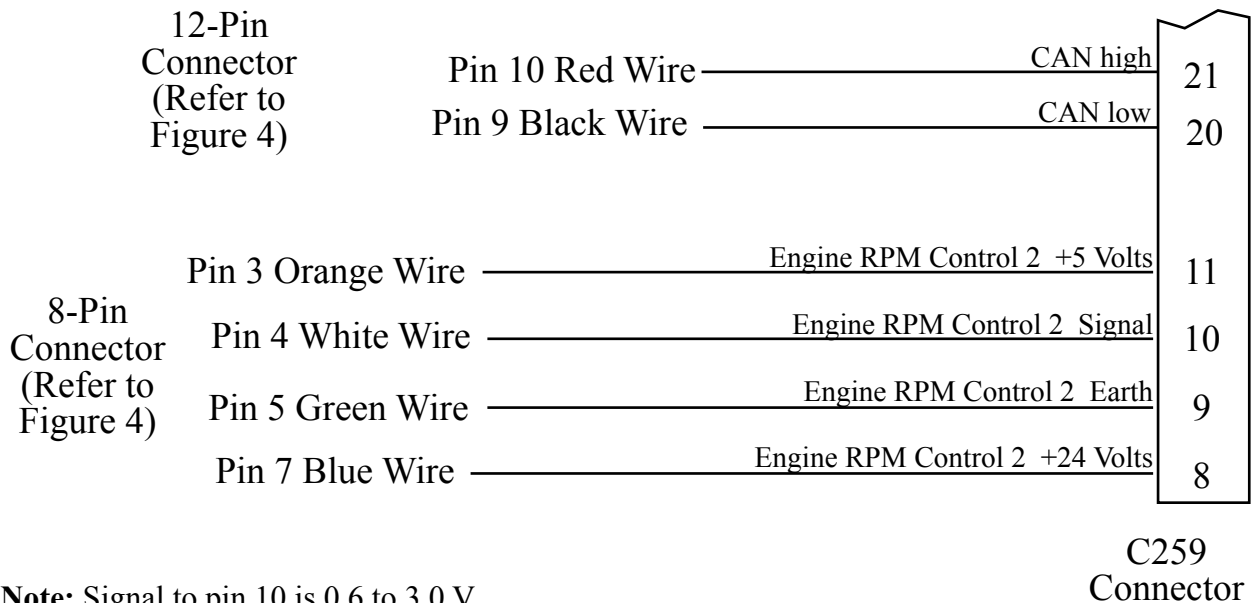 12-Pin
Connector
(Refer to
Figure 4)
Pin 10 Red Wire CAN high 21
Pin 9 Black Wire CAN low 20
8-Pin
Connector
(Refer to
Figure 4)
Pin 3 Orange Wire Engine RPM Control 2 +5 Volts 11
Pin 4 White Wire Engine RPM Control 2 Signal 10
Pin 5 Green Wire Engine RPM Control 2 Earth 9
Pin 7 Blue Wire Engine RPM Control 2 +24 Volts 8
C259
Connector
Note: Signal to pin 10 is 0.6 to 3.0 V